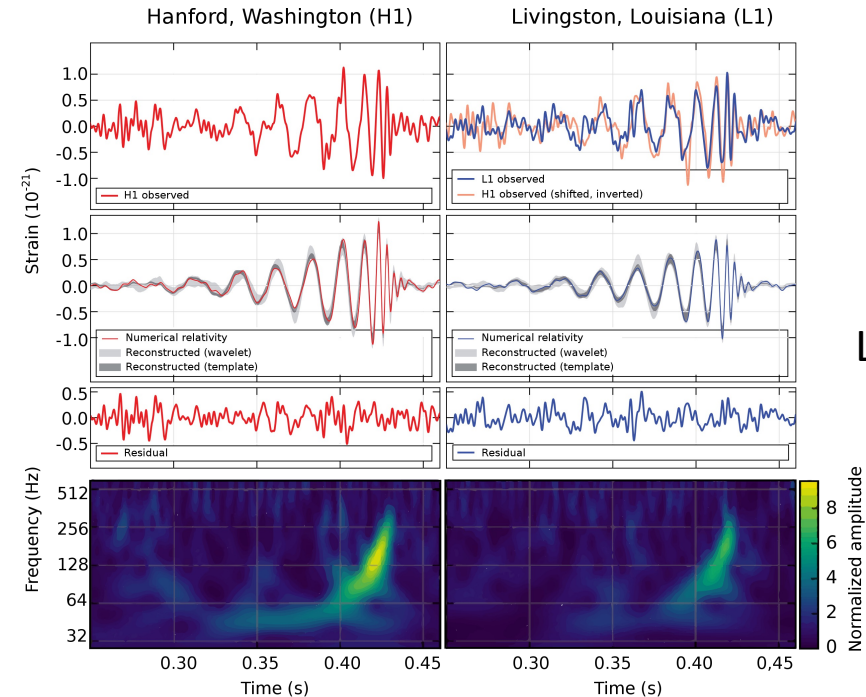 Hanford, Washington (H1)
Livingston, Louisiana (L1)
Strain (10⁻²¹)
1.0
0.5
0.0
-0.5
-1.0
H1 observed
L1 observed
H1 observed (shifted, inverted)
1.0
0.5
0.0
-0.5
-1.0
Numerical relativity
Reconstructed (wavelet)
Reconstructed (template)
Numerical relativity
Reconstructed (wavelet)
Reconstructed (template)
L
0.5
0.0
-0.5
Residual
Residual
Frequency (Hz)
512
256
128
64
32
Normalized amplitude
8
6
4
2
0
0.30 0.35 0.40 0.45
0.30 0.35 0.40 0,45
Time (s)
Time (s)